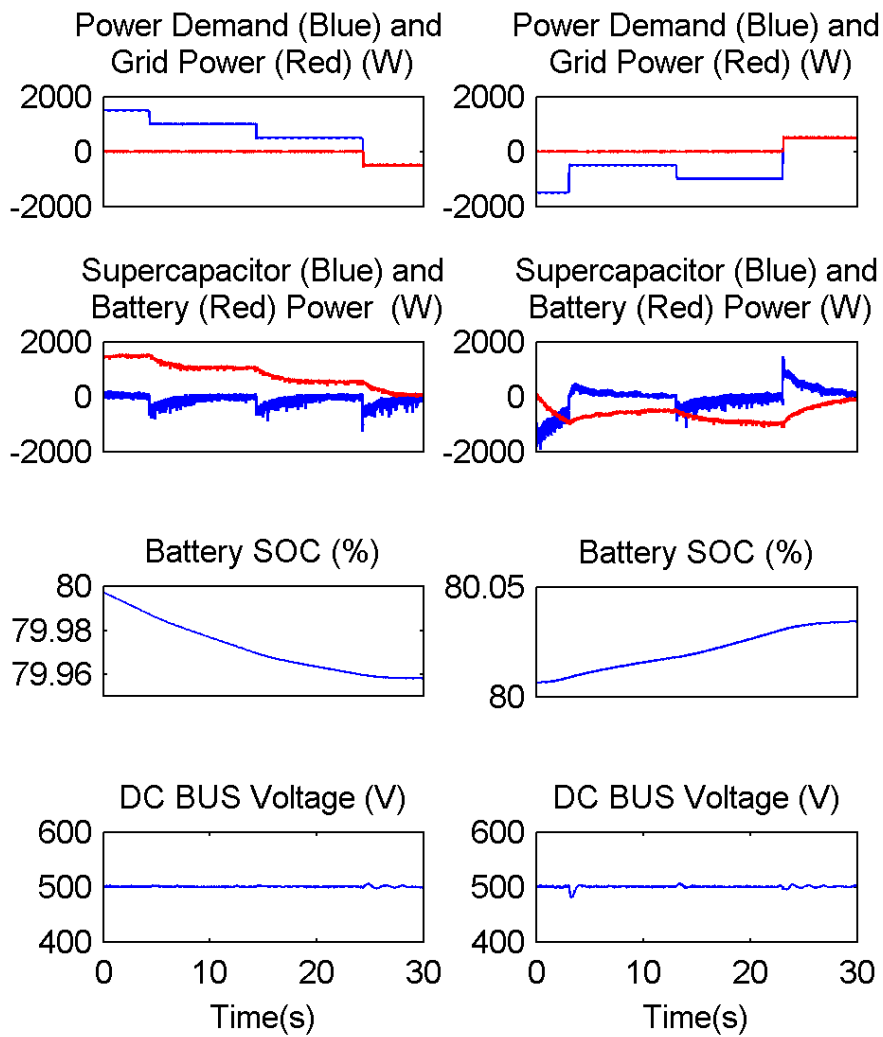 Power Demand (Blue) and
Grid Power (Red) (W)
2000
0
-2000
Power Demand (Blue) and
Grid Power (Red) (W)
2000
0
-2000
Supercapacitor (Blue) and
Battery (Red) Power (W)
2000
0
-2000
Supercapacitor (Blue) and
Battery (Red) Power (W)
2000
0
-2000
Battery SOC (%)
80
79.98
79.96
Battery SOC (%)
80.05
80
DC BUS Voltage (V)
600
500
400
0 10 20 30
Time(s)
DC BUS Voltage (V)
600
500
400
0 10 20 30
Time(s)